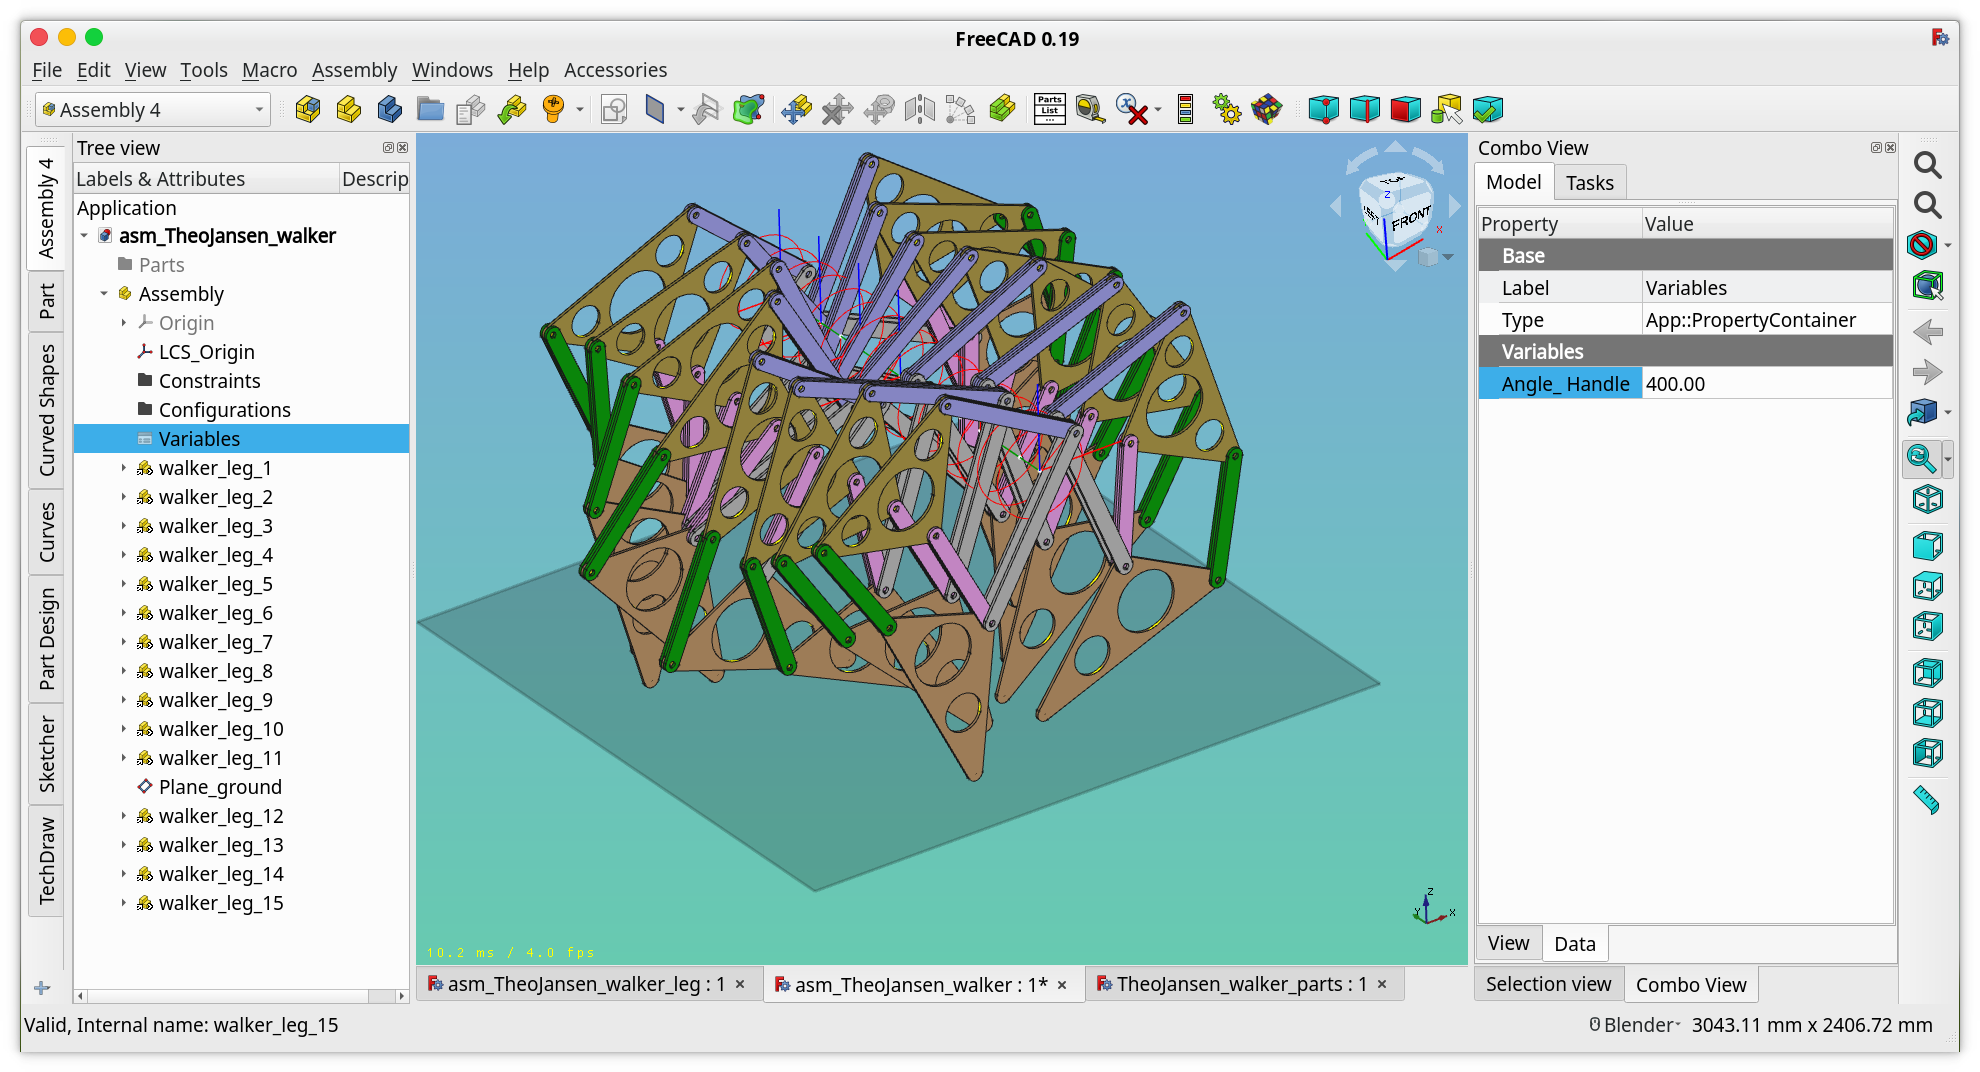 FreeCAD 0.19
File Edit View Tools Macro Assembly Windows Help Accessories
Assembly 4
Parts
List
Tree view
Labels & Attributes
Descrip
Application
asm_TheoJansen_walker
Parts
Assembly
Origin
LCS_Origin
Constraints
Configurations
Variables
walker_leg_1
walker_leg_2
walker_leg_3
walker_leg_4
walker_leg_5
walker_leg_6
walker_leg_7
walker_leg_8
walker_leg_9
walker_leg_10
walker_leg_11
Plane_ground
walker_leg_12
walker_leg_13
walker_leg_14
walker_leg_15
Assembly 4
Part
Curved Shapes
Curves
Part Design
Sketcher
TechDraw
Z
FRONT
X
Z
Y
X
10.2 ms / 4.0 fps
asm_TheoJansen_walker_leg : 1
asm_TheoJansen_walker : 1*
TheoJansen_walker_parts : 1
Combo View
Model
Tasks
Property Value
Base
Label Variables
Type App::PropertyContainer
Variables
Angle_ Handle 400.00
View
Data
Selection view
Combo View
Valid, Internal name: walker_leg_15
Blender
3043.11 mm x 2406.72 mm